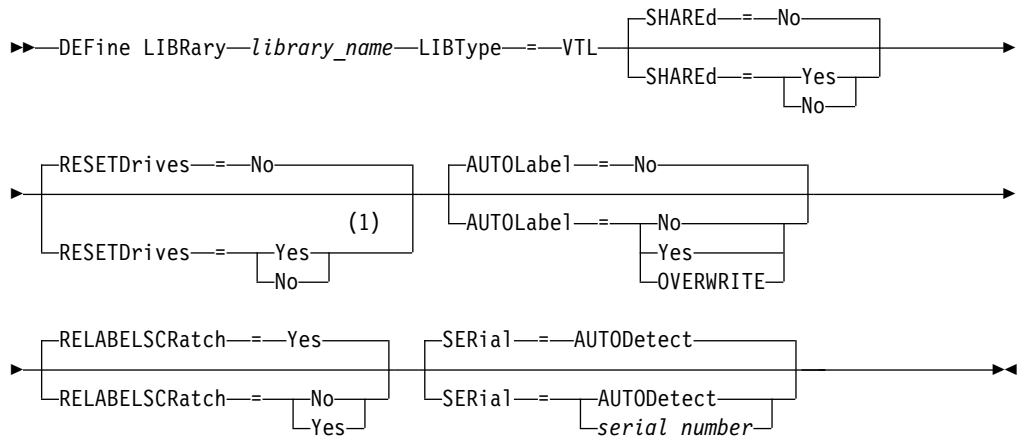 SHAREd = No
DEFine LIBRary library_name LIBType = VTL
SHAREd = Yes
No
RESETDrives = No
AUTOLabel = No
(1)
RESETDrives = Yes
No
AUTOLabel = No
Yes
OVERWRITE
RELABELSCRatch = Yes
SERial = AUTODetect
RELABELSCRatch = No
Yes
SERial = AUTODetect
serial number